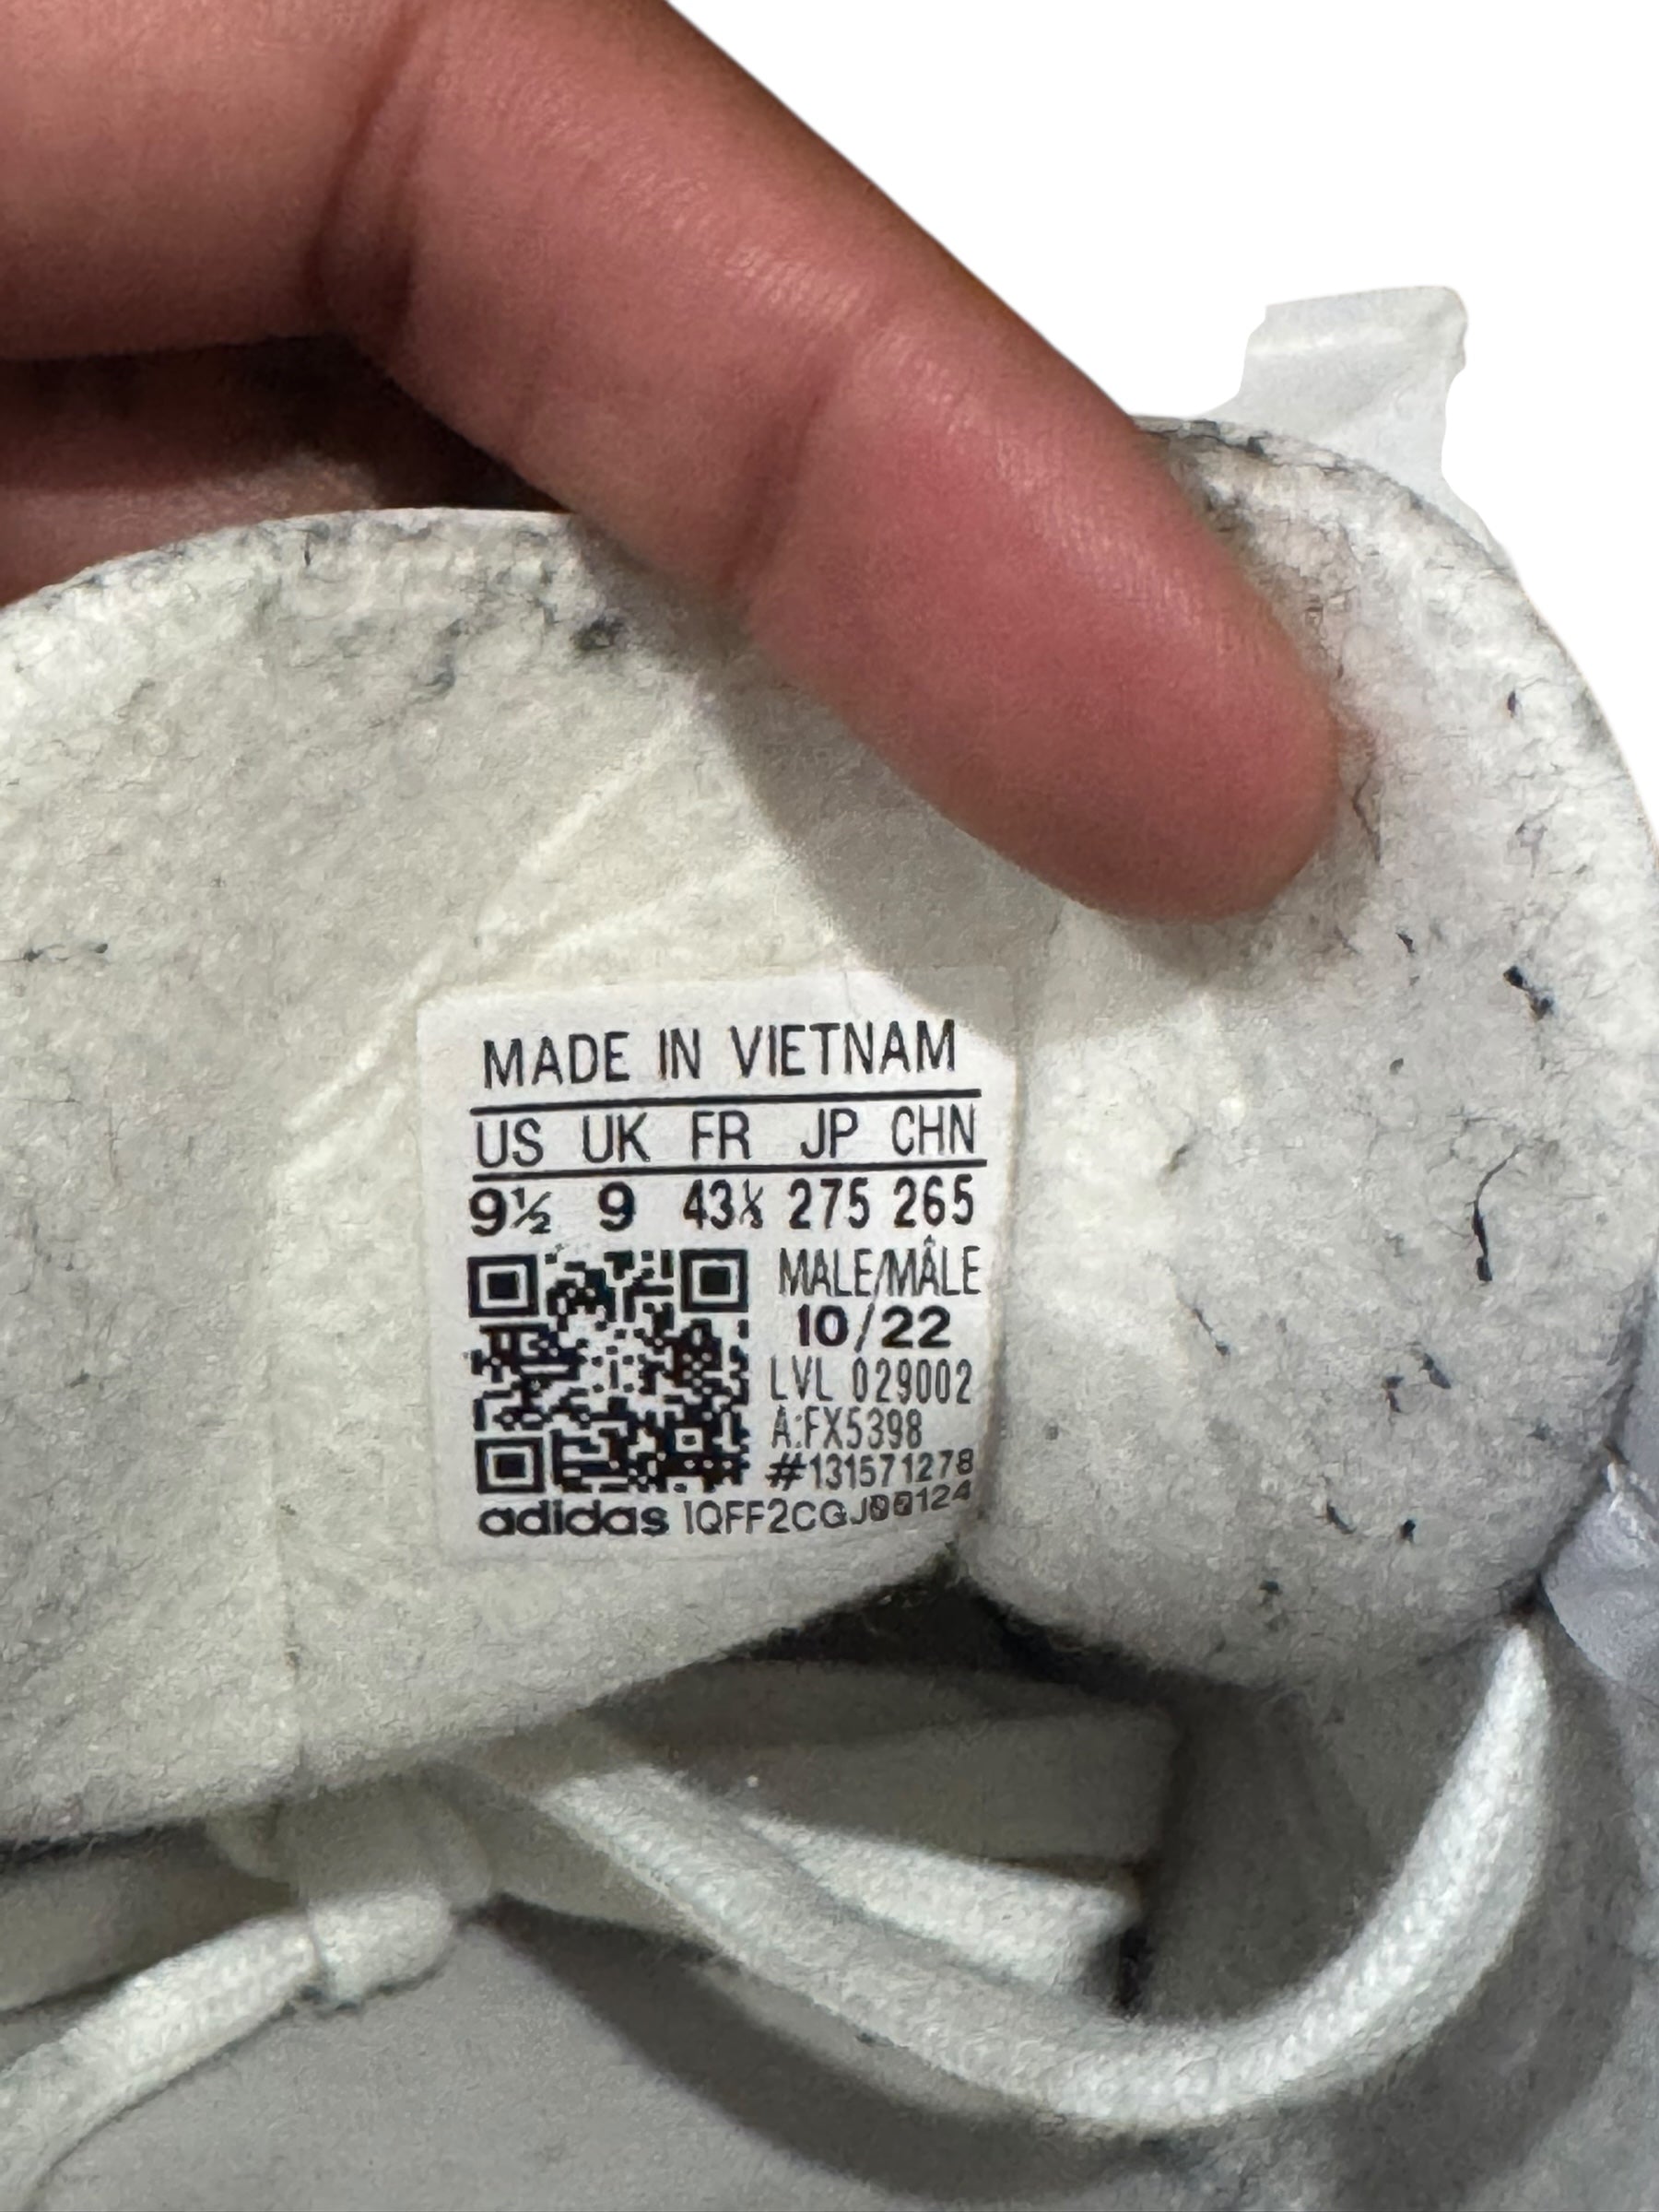 MADE IN VIETNAM
US UK FR JP CHN
9½ 9 43⅓ 275 265
MALE/MÂLE
10/22
LVL 029002
A:FX5398
#131571278
adidas 1QFF2CGJ00124